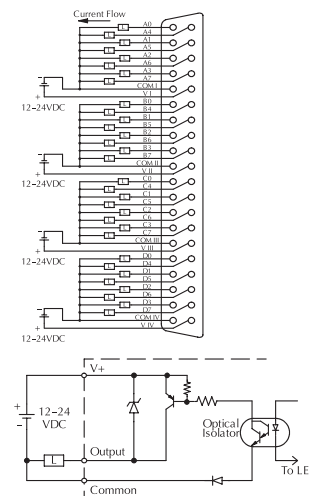 Current Flow
A0
L
A4
L
A1
L
A5
L
A2
L
A6
L
A3
L
A7
L
COM I
V I
- +
12–24VDC
B0
L
B4
L
B1
L
B5
L
B2
L
B6
L
B3
L
B7
L
COM II
V II
- +
12–24VDC
C0
L
C4
L
C1
L
C5
L
C2
L
C6
L
C3
L
C7
L
COM III
V III
- +
12–24VDC
D0
L
D4
L
D1
L
D5
L
D2
L
D6
L
D3
L
D7
L
COM IV
V IV
- +
12–24VDC
V+
+
12–24
- VDC
Optical
Isolator
Output
L
To LE
Common